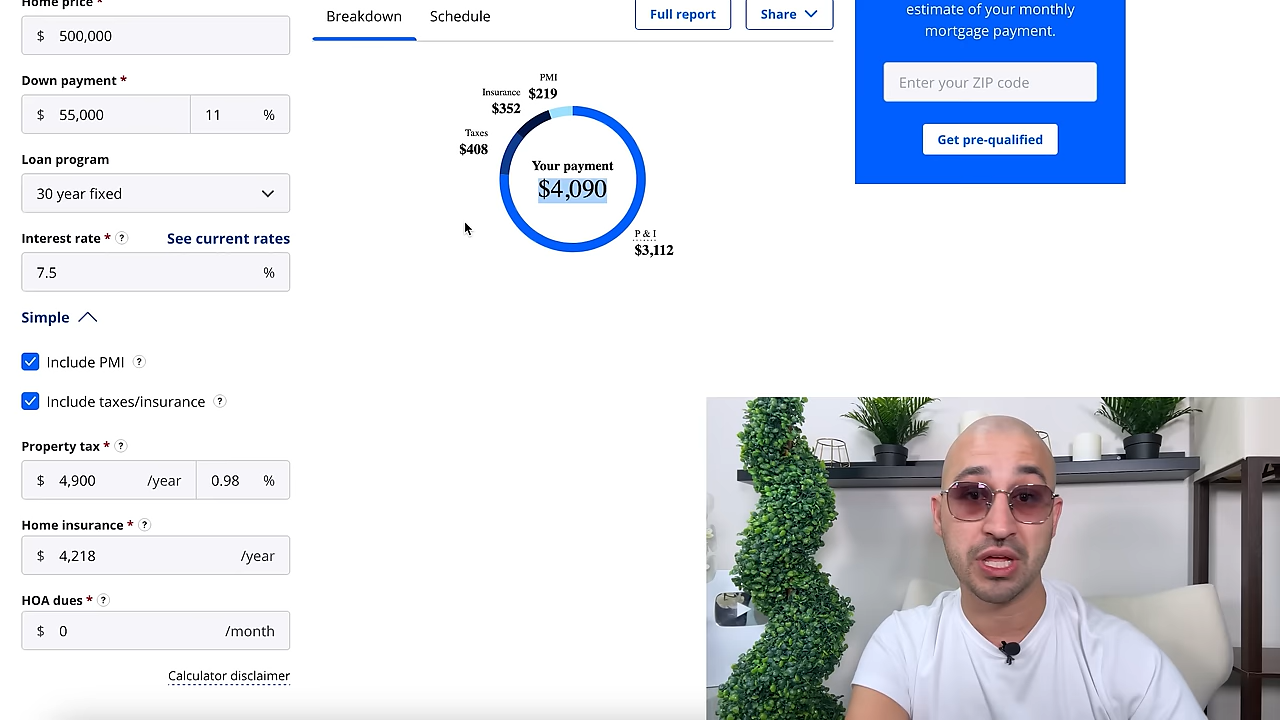 Home price *
$ 500,000
Down payment *
$ 55,000
11 %
Loan program
30 year fixed
Interest rate * ?
See current rates
7.5 %
Simple
Include PMI ?
Include taxes/insurance ?
Property tax * ?
$ 4,900 /year
0.98 %
Home insurance * ?
$ 4,218 /year
HOA dues * ?
$ 0 /month
Calculator disclaimer
Breakdown
Schedule
Full report
Share
PMI
$219
Insurance
$352
Taxes
$408
Your payment
$4,090
P & I
$3,112
estimate of your monthly
mortgage payment.
Enter your ZIP code
Get pre-qualified